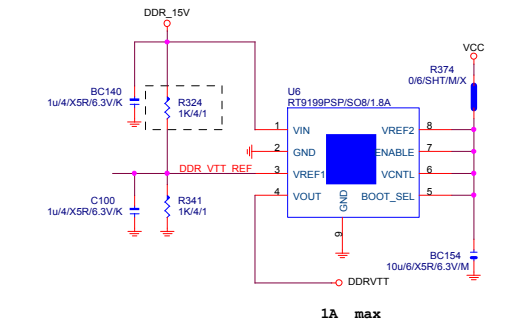 DDR_15V
VCC
R374
0/6/SHT/M/X
BC140
1u/4/X5R/6.3V/K
R324
1K/4/1
U6
RT9199PSP/SO8/1.8A
1 VIN VREF2 8
2 GND ENABLE 7
DDR_VTT_REF 3 VREF1 VCNTL 6
4 VOUT BOOT_SEL 5
GND
9
C100
1u/4/X5R/6.3V/K
R341
1K/4/1
BC154
10u/6/X5R/6.3V/M
DDRVTT
1A max